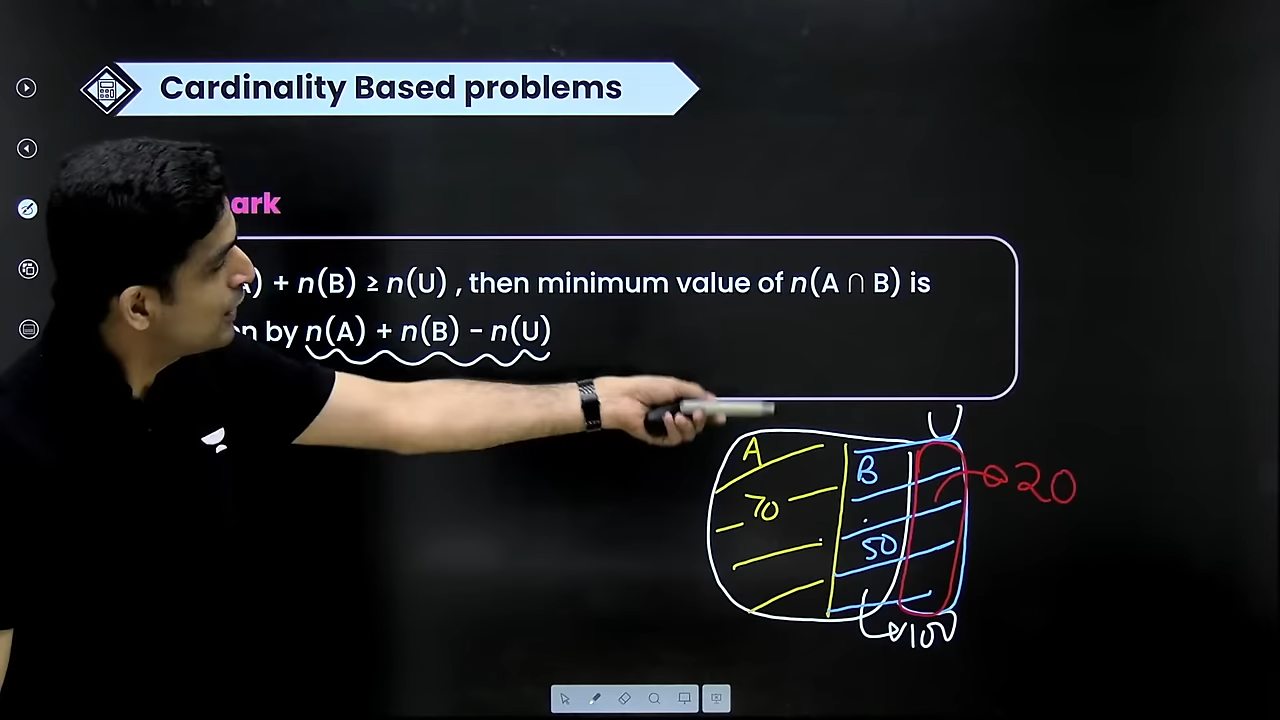 Cardinality Based problems
ark
) + n(B) ≥ n(U) , then minimum value of n(A ∩ B) is
n by n(A) + n(B) - n(U)
U
A
B
20
70
50
100